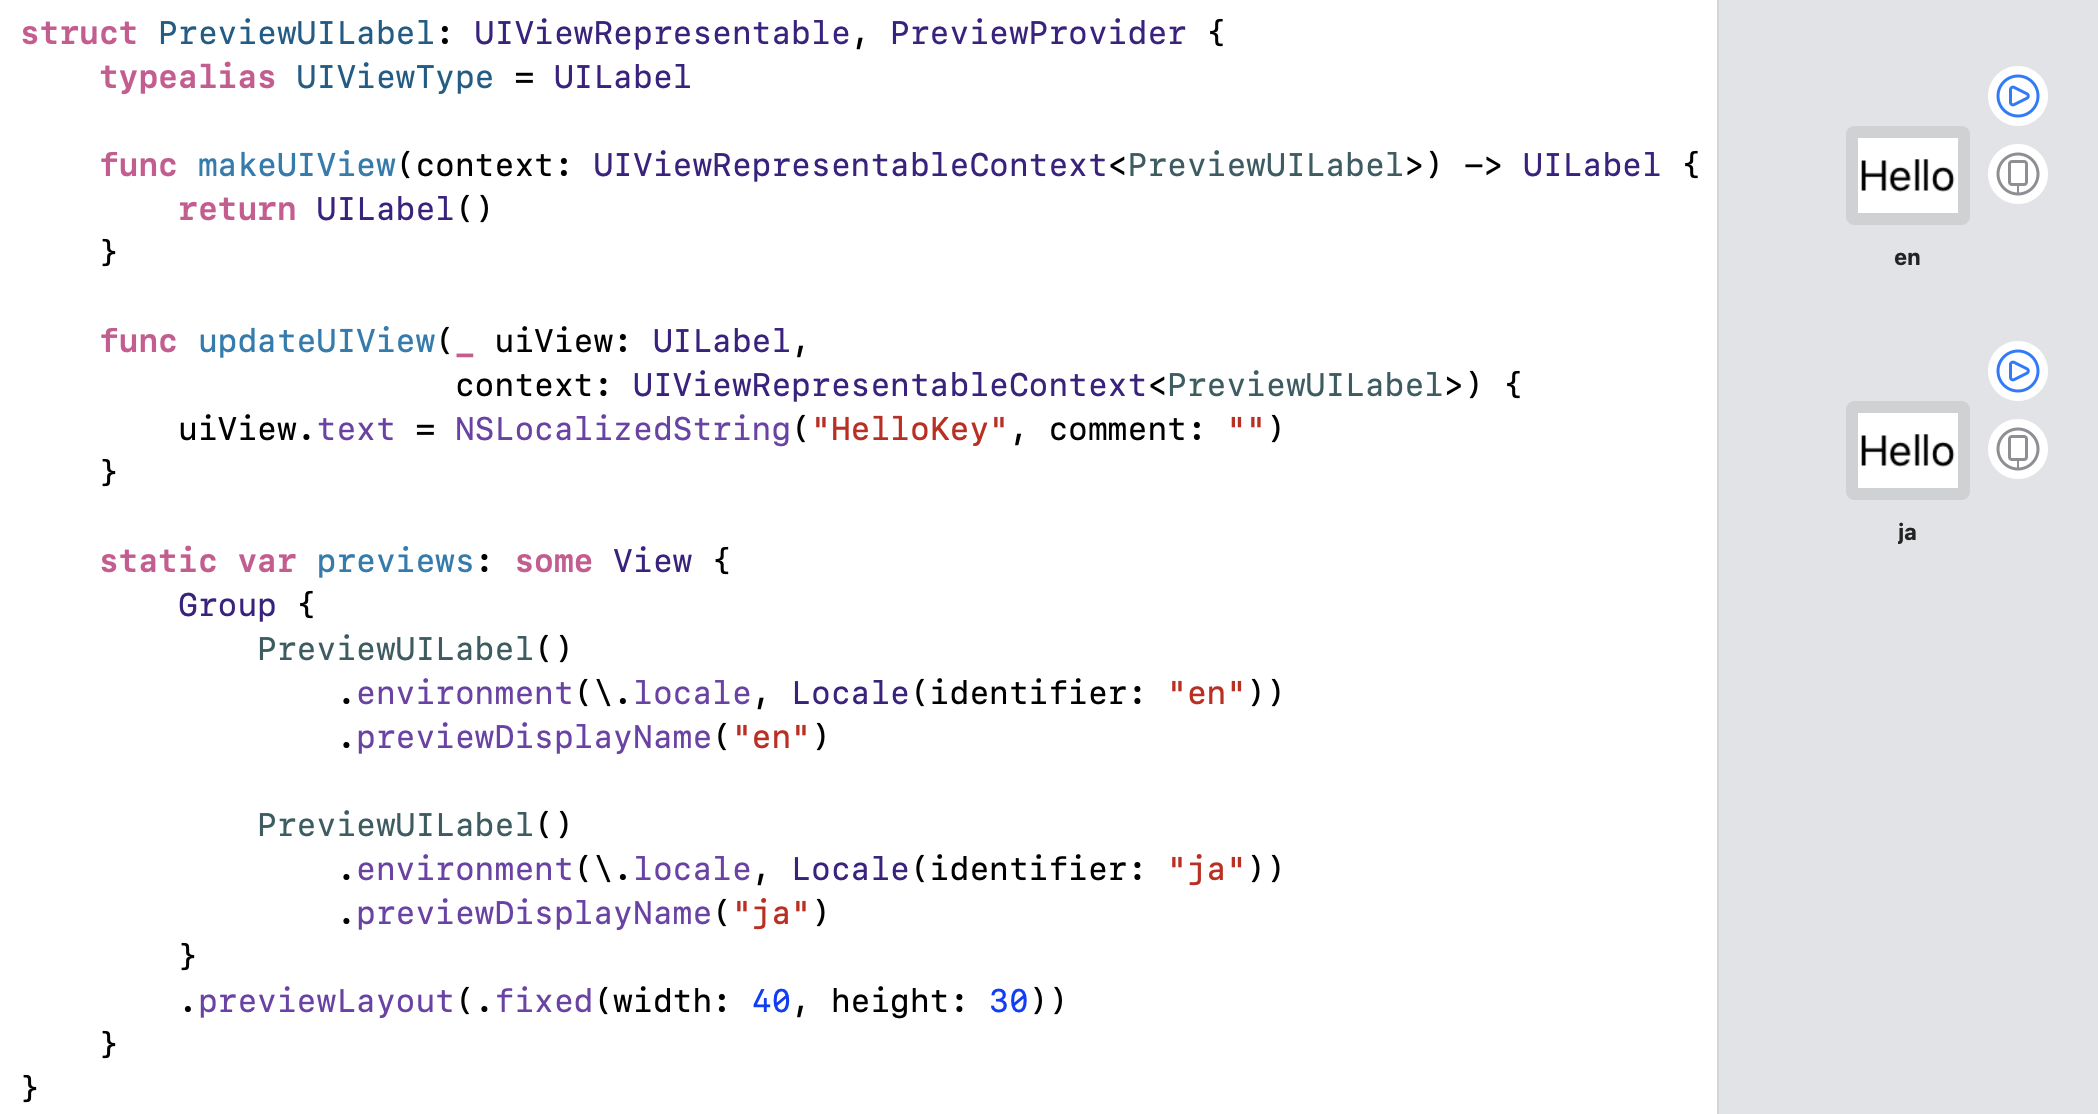 struct PreviewUILabel: UIViewRepresentable, PreviewProvider {
    typealias UIViewType = UILabel

    func makeUIView(context: UIViewRepresentableContext<PreviewUILabel>) -> UILabel {
        return UILabel()
    }

    func updateUIView(_ uiView: UILabel,
                      context: UIViewRepresentableContext<PreviewUILabel>) {
        uiView.text = NSLocalizedString("HelloKey", comment: "")
    }

    static var previews: some View {
        Group {
            PreviewUILabel()
                .environment(\.locale, Locale(identifier: "en"))
                .previewDisplayName("en")

            PreviewUILabel()
                .environment(\.locale, Locale(identifier: "ja"))
                .previewDisplayName("ja")
        }
        .previewLayout(.fixed(width: 40, height: 30))
    }
}
Hello
en
Hello
ja